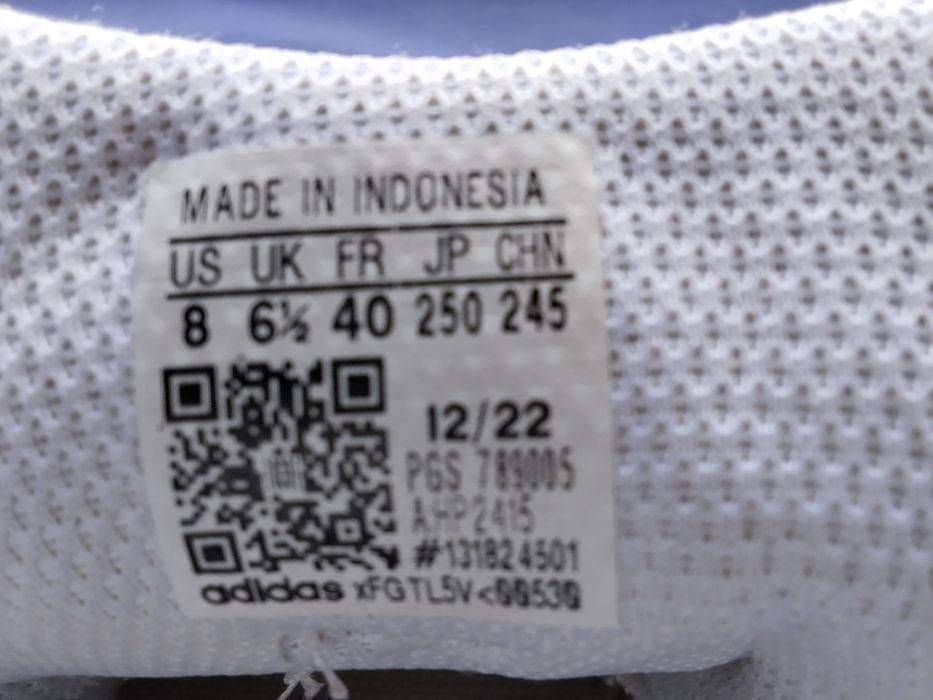 MADE IN INDONESIA
US UK FR JP CHN
8 6½ 40 250 245
12/22
PGS 789005
AHP2415
#131824501
adidas xFGTL5V<00530